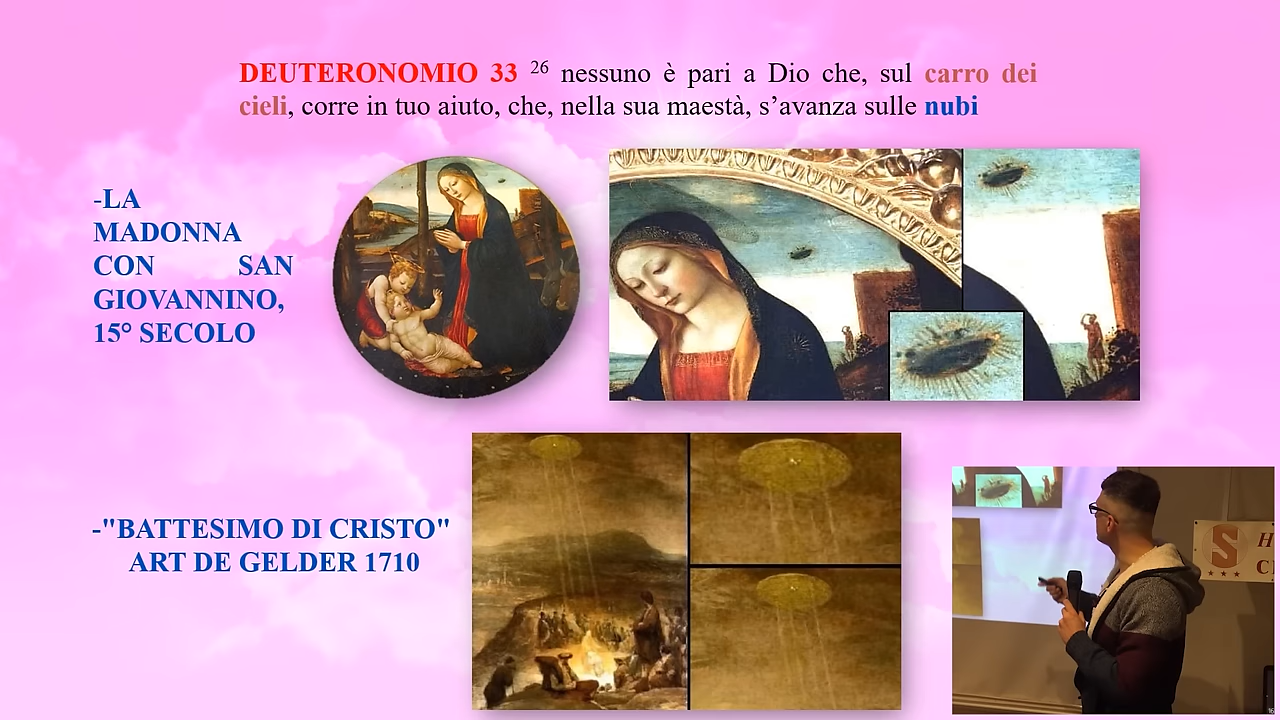 DEUTERONOMIO 33 26 nessuno è pari a Dio che, sul carro dei
cieli, corre in tuo aiuto, che, nella sua maestà, s’avanza sulle nubi
-LA
MADONNA
CON SAN
GIOVANNINO,
15° SECOLO
-"BATTESIMO DI CRISTO"
ART DE GELDER 1710
S H